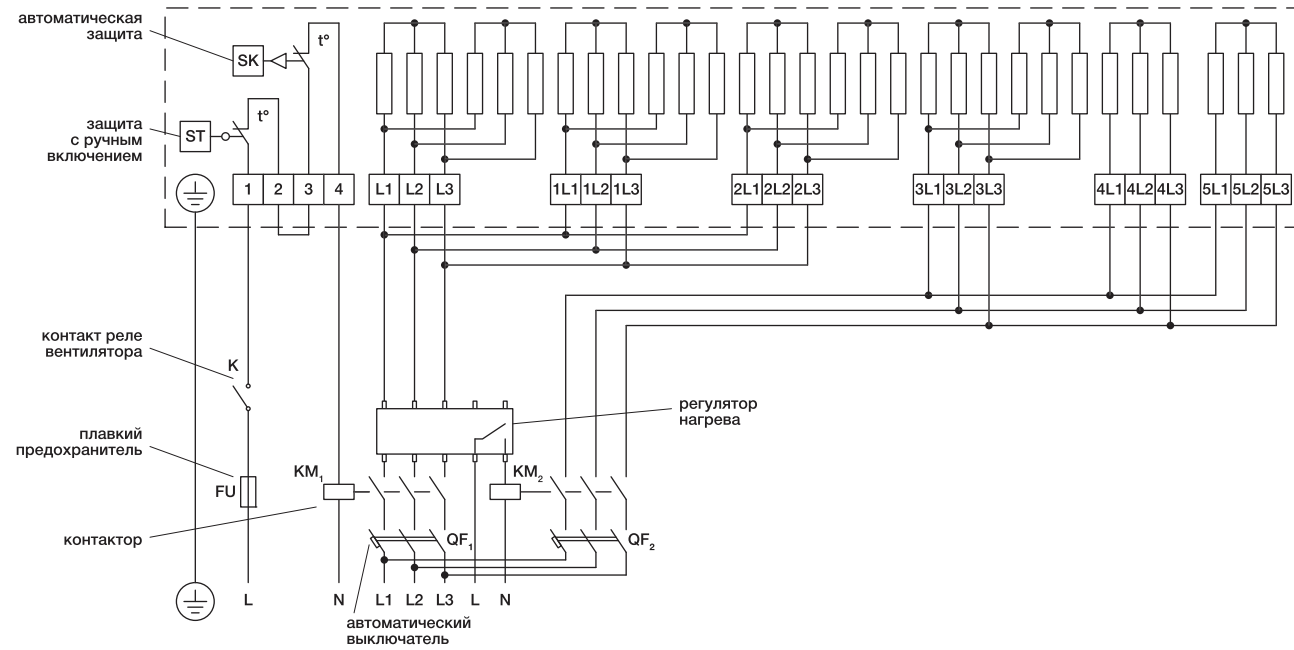 автоматическая
защита
SK
t°
защита
с ручным
включением
ST
t°
1 2 3 4
L1 L2 L3
1L1 1L2 1L3
2L1 2L2 2L3
3L1 3L2 3L3
4L1 4L2 4L3
5L1 5L2 5L3
контакт реле
вентилятора
K
регулятор
нагрева
плавкий
предохранитель
FU
KM1
KM2
контактор
QF1
QF2
L N L1 L2 L3 L N
автоматический
выключатель